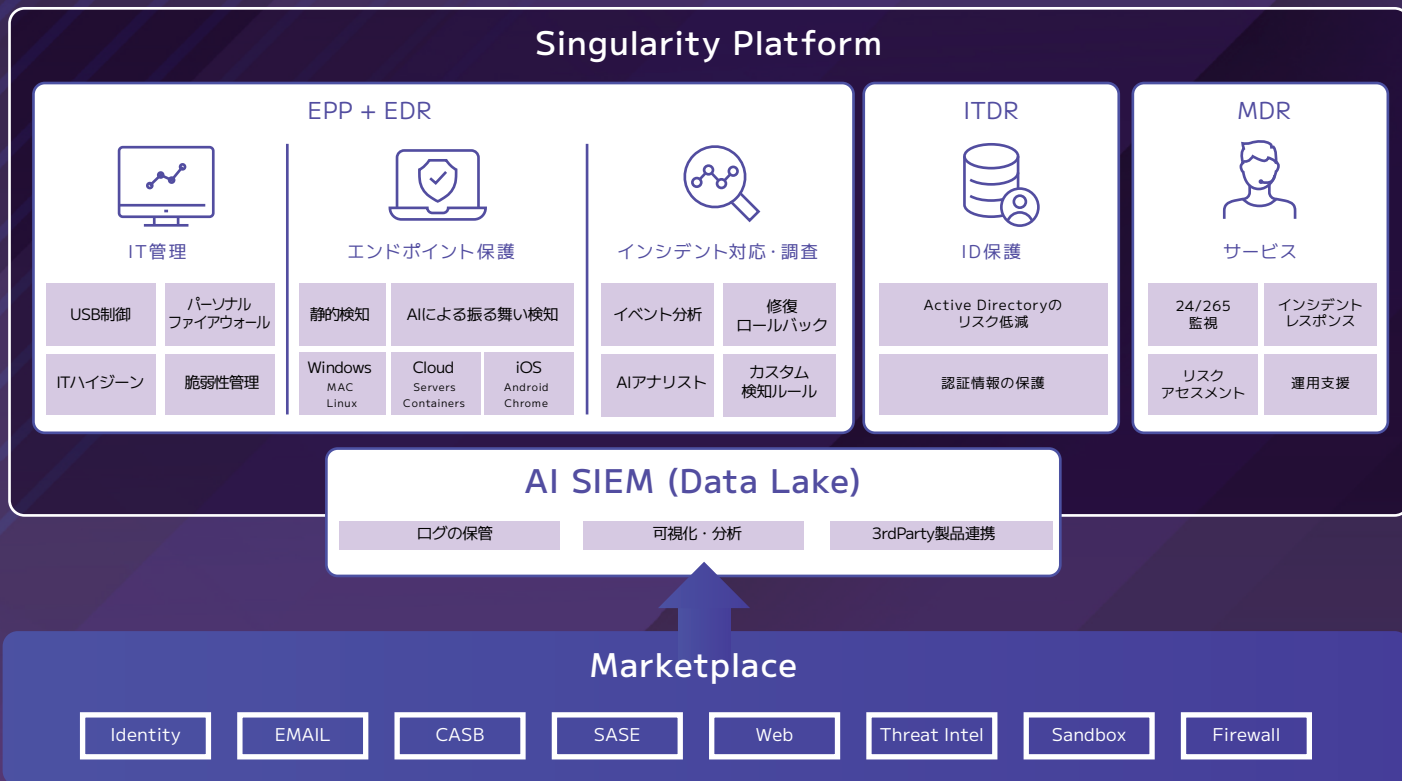 Singularity Platform
EPP + EDR
IT管理
USB制御
パーソナル
ファイアウォール
ITハイジーン
脆弱性管理
エンドポイント保護
静的検知
AIによる振る舞い検知
Windows
MAC
Linux
Cloud
Servers
Containers
iOS
Android
Chrome
インシデント対応・調査
イベント分析
修復
ロールバック
AIアナリスト
カスタム
検知ルール
ITDR
ID保護
Active Directoryの
リスク低減
認証情報の保護
MDR
サービス
24/265
監視
インシデント
レスポンス
リスク
アセスメント
運用支援
AI SIEM (Data Lake)
ログの保管
可視化・分析
3rdParty製品連携
Marketplace
Identity
EMAIL
CASB
SASE
Web
Threat Intel
Sandbox
Firewall